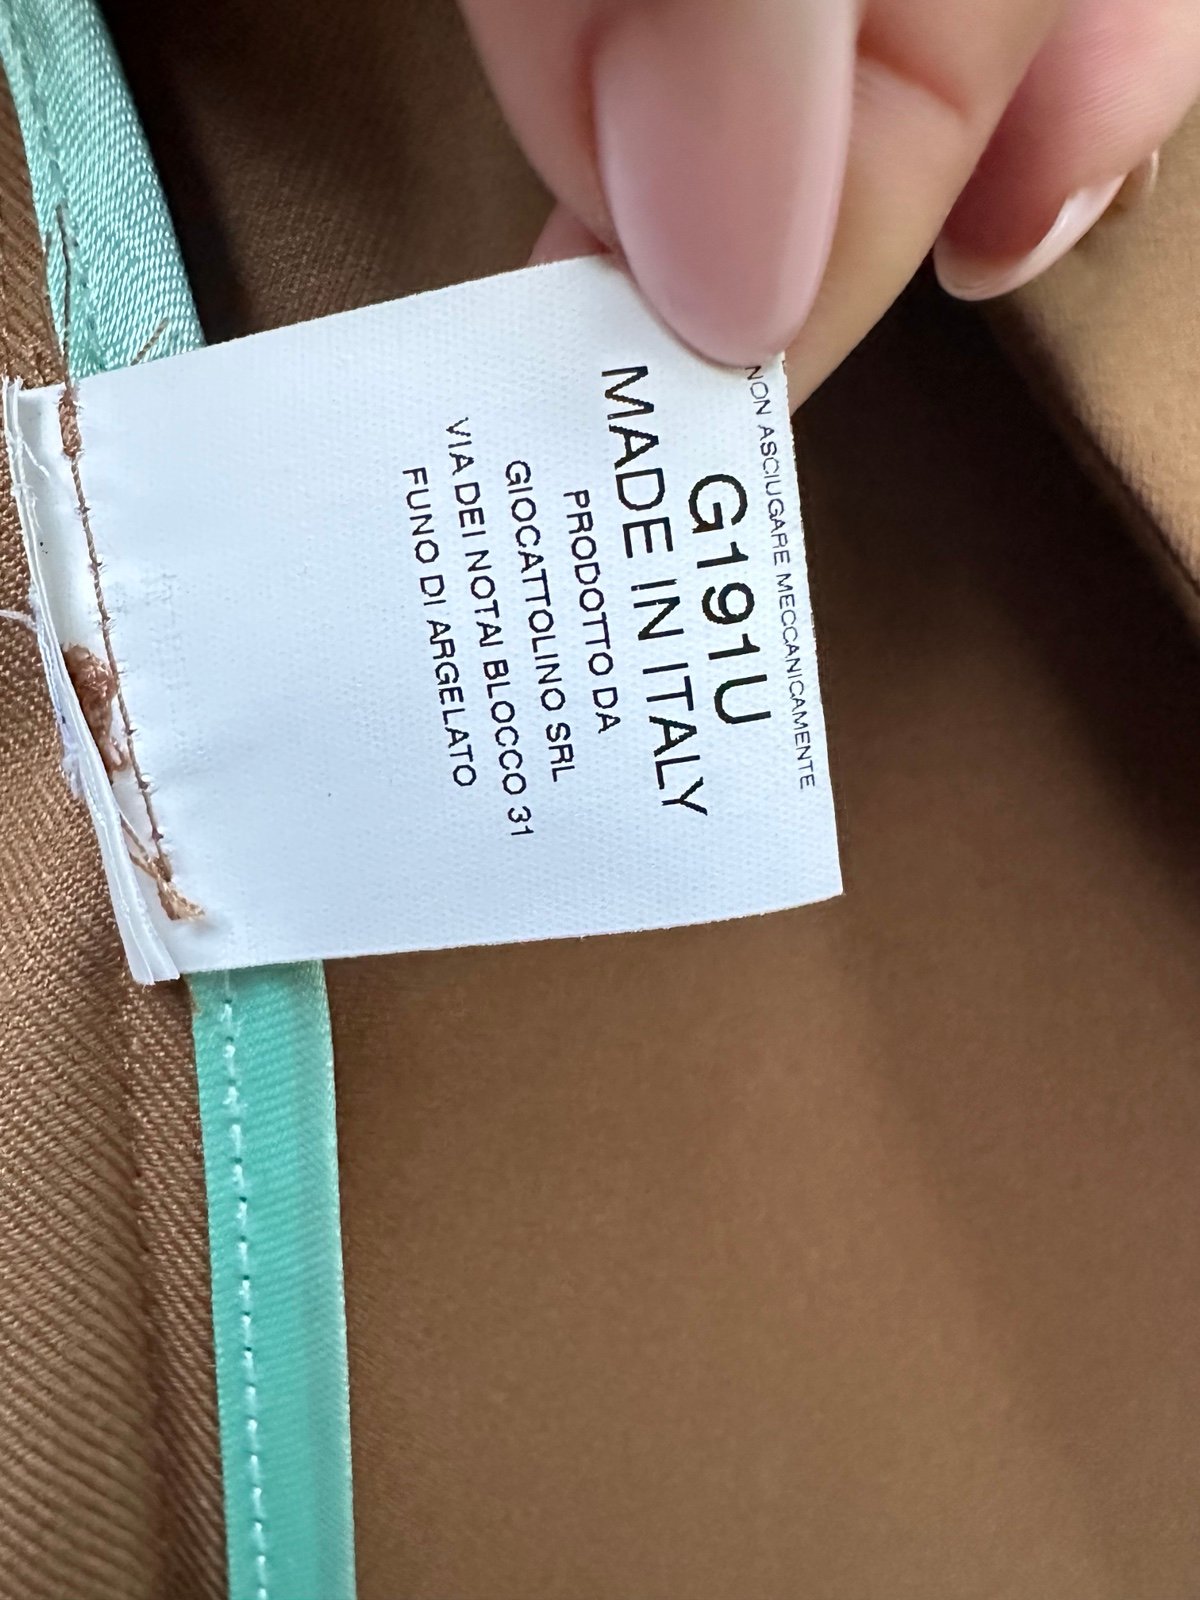 NON ASCIUGARE MECCANICAMENTE
G191U
MADE IN ITALY
PRODOTTO DA
GIOCATTOLINO SRL
VIA DEI NOTAI BLOCCO 31
FUNO DI ARGELATO